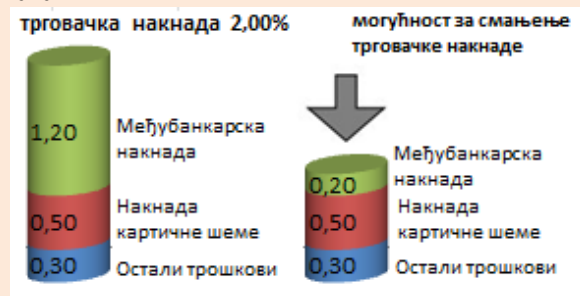 трговачка накнада 2,00%
1,20
Међубанкарска
накнада
0,50
Накнада
картичне шеме
0,30
Остали трошкови
могућност за смањење
трговачке накнаде
0,20
Међубанкарска
накнада
0,50
Накнада
картичне шеме
0,30
Остали трошкови